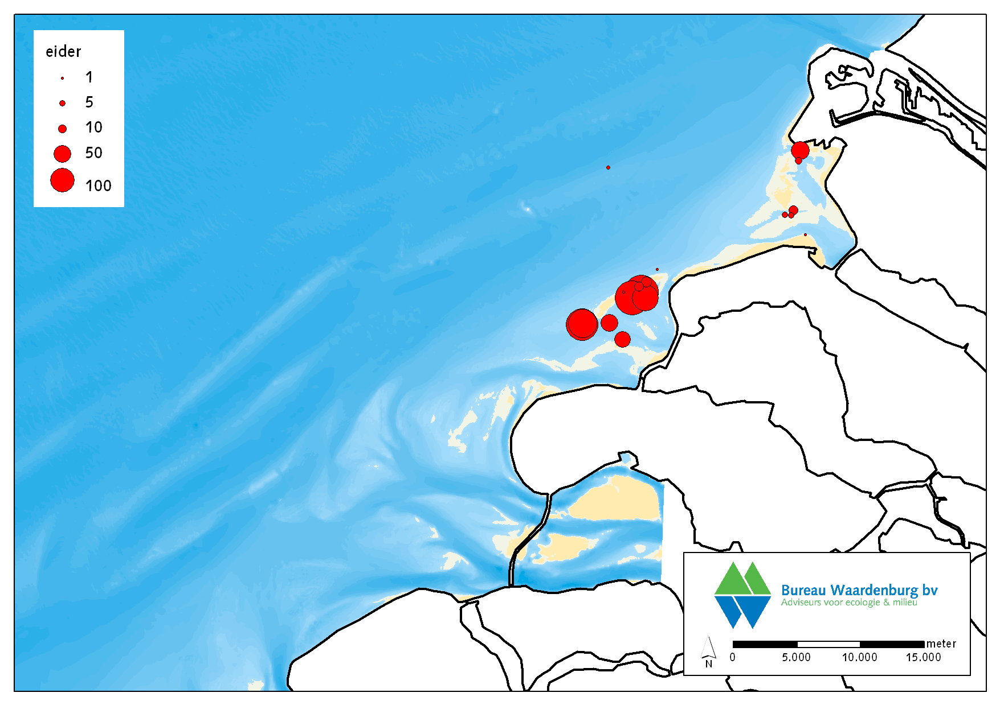 eider
1
5
10
50
100
Bureau Waardenburg bv
Adviseurs voor ecologie & milieu
meter
N
0 5.000 10.000 15.000